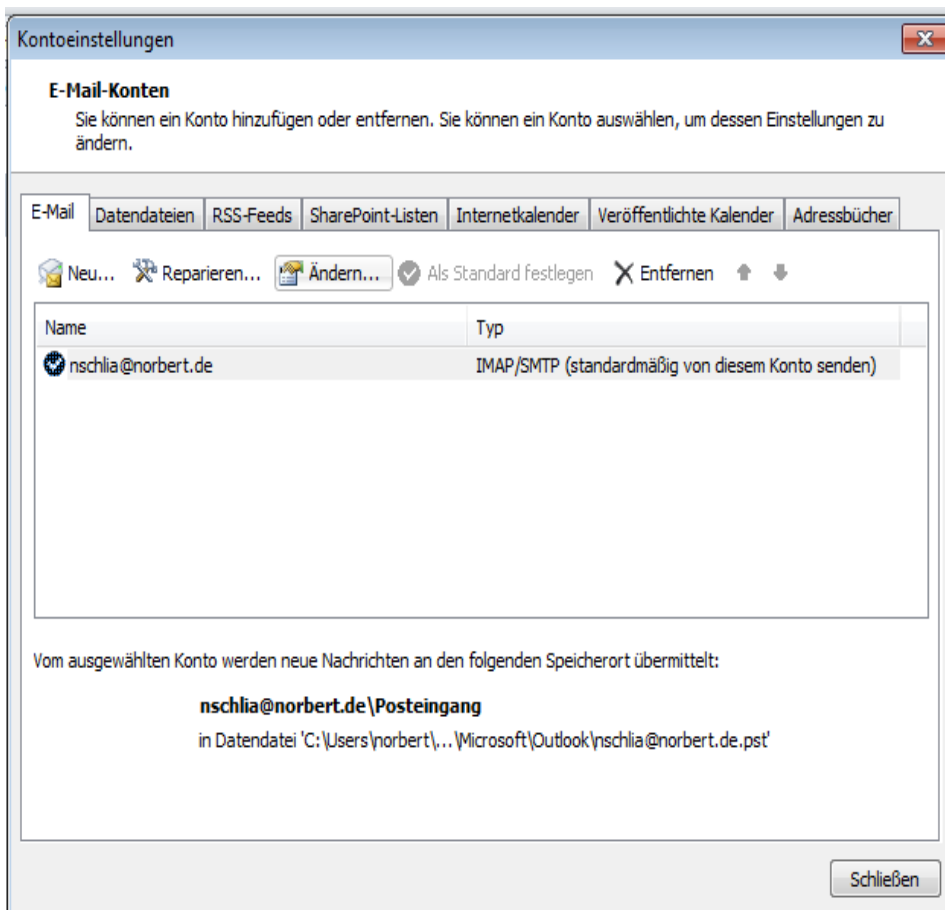 Kontoeinstellungen
E-Mail-Konten
Sie können ein Konto hinzufügen oder entfernen. Sie können ein Konto auswählen, um dessen Einstellungen zu
ändern.
E-Mail Datendateien RSS-Feeds SharePoint-Listen Internetkalender Veröffentlichte Kalender Adressbücher
Neu... Reparieren... Ändern... Als Standard festlegen Entfernen
Name Typ
nschlia@norbert.de IMAP/SMTP (standardmäßig von diesem Konto senden)
Vom ausgewählten Konto werden neue Nachrichten an den folgenden Speicherort übermittelt:
nschlia@norbert.de\Posteingang
in Datendatei 'C:\Users\norbert\...\Microsoft\Outlook\nschlia@norbert.de.pst'
Schließen